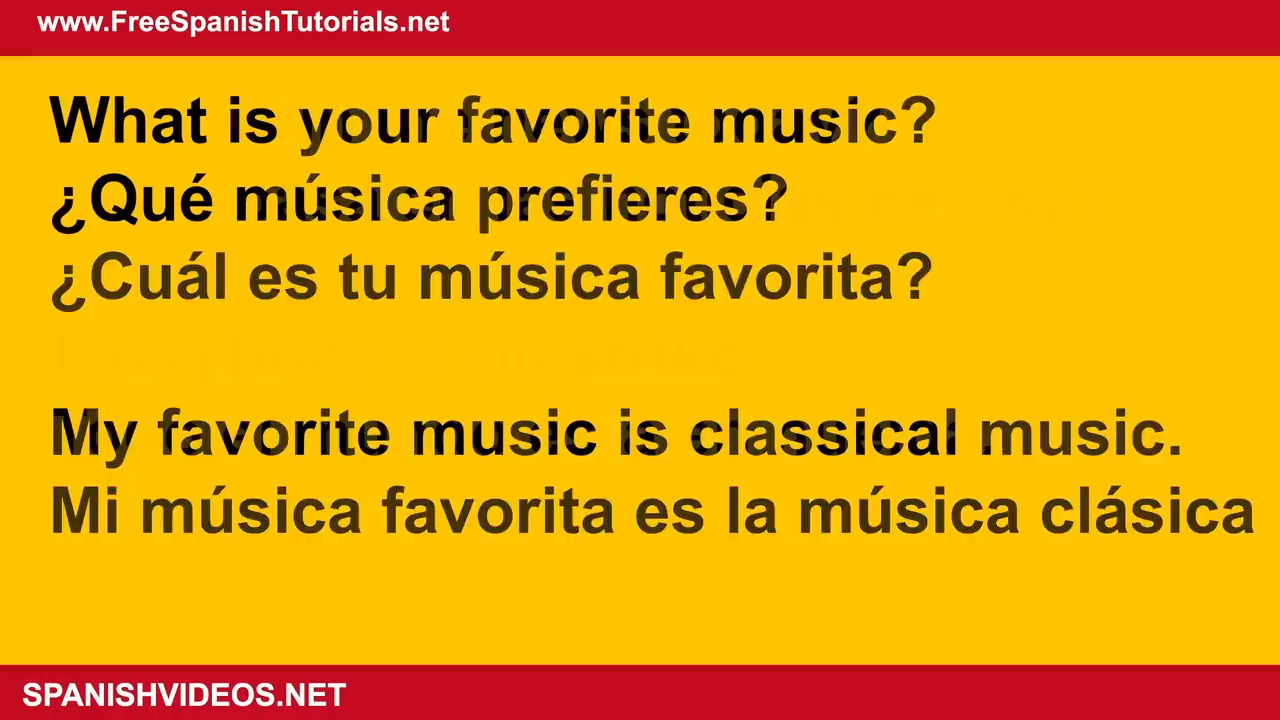 www.FreeSpanishTutorials.net
What is your favorite music?
¿Qué música prefieres?
¿Cuál es tu música favorita?
My favorite music is classical music.
Mi música favorita es la música clásica
SPANISHVIDEOS.NET